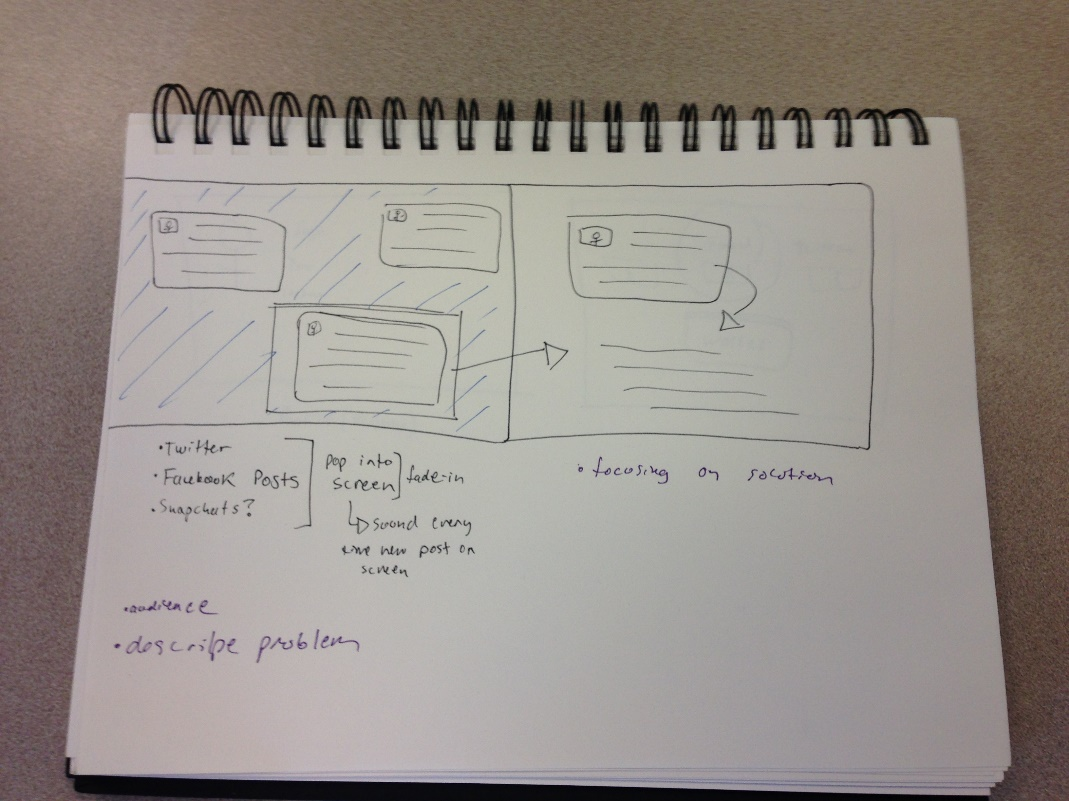 •Twitter
•Facebook Posts
•Snapchats?
pop into
screen
fade-in
sound every
time new post on
screen
•focusing on solution
•audience
•describe problem